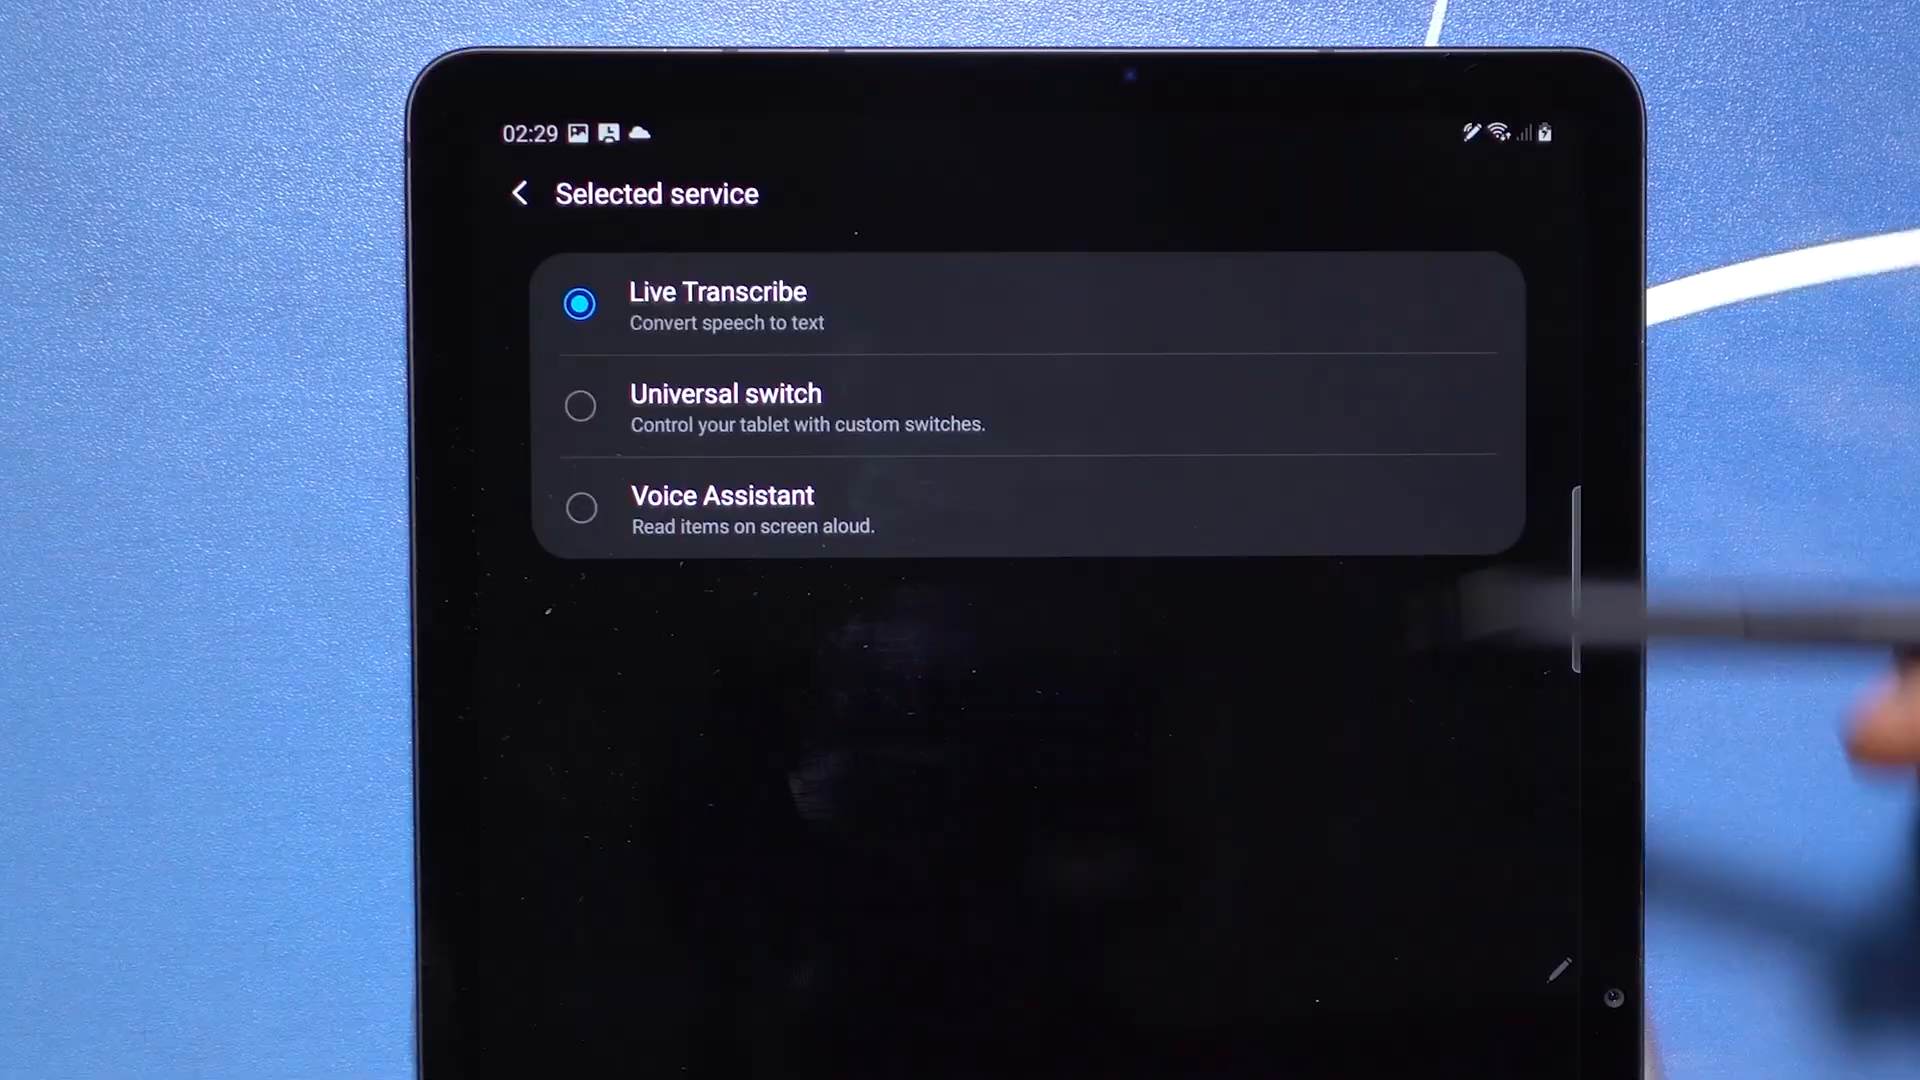 02:29
Selected service
Live Transcribe
Convert speech to text
Universal switch
Control your tablet with custom switches.
Voice Assistant
Read items on screen aloud.